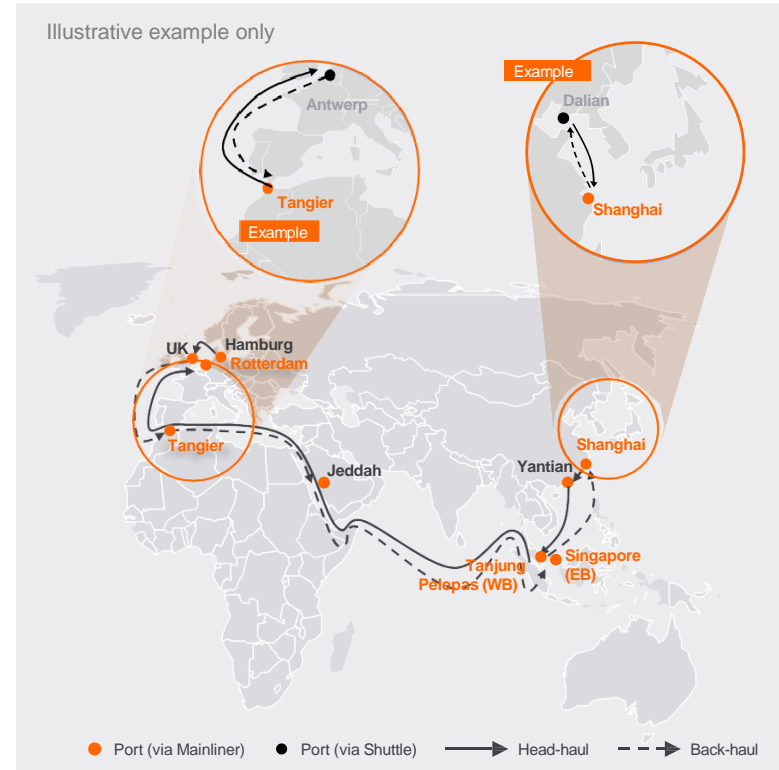 Illustrative example only
Example
Antwerp
Dalian
Tangier
Example
Shanghai
UK
Hamburg
Rotterdam
Tangier
Jeddah
Shanghai
Yantian
Tanjung
Pelepas (WB)
Singapore
(EB)
Port (via Mainliner)
Port (via Shuttle)
Head-haul
Back-haul